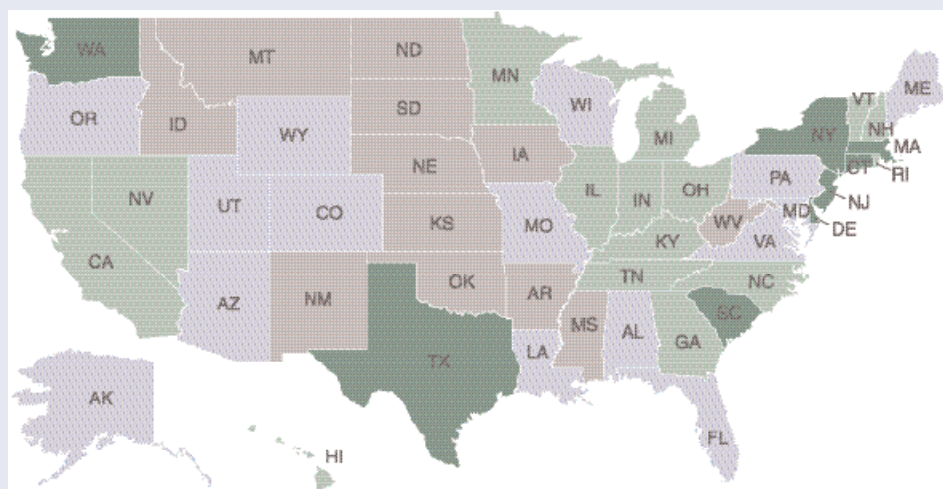 WA
MT
ND
MN
VT
ME
OR
ID
SD
WI
MI
NY
NH
MA
WY
IA
CT
RI
NE
PA
NJ
NV
UT
CO
IL
IN
OH
MD
DE
KS
MO
WV
VA
CA
KY
AZ
NM
OK
AR
TN
NC
TX
LA
MS
AL
GA
SC
AK
FL
HI